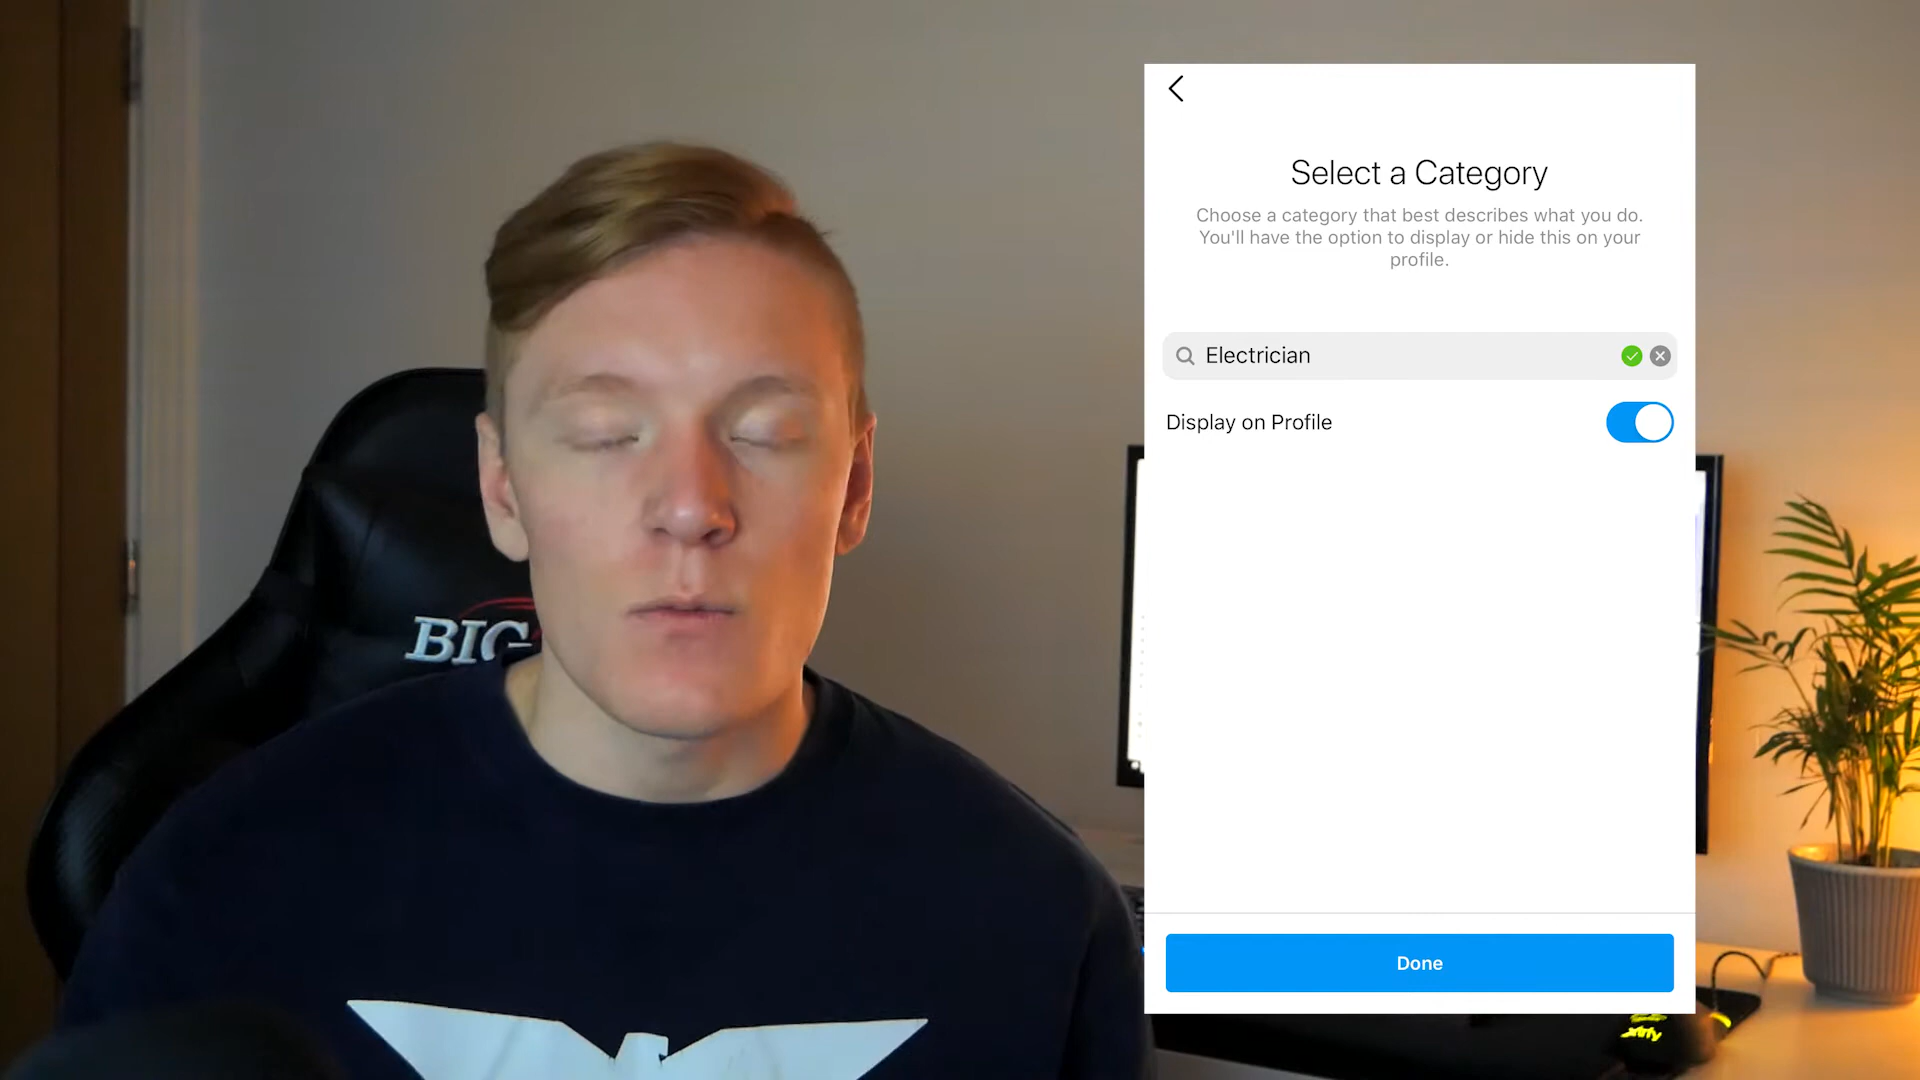 Select a Category
Choose a category that best describes what you do.
You'll have the option to display or hide this on your
profile.
Electrician
Display on Profile
Done
BIG
xtrfy